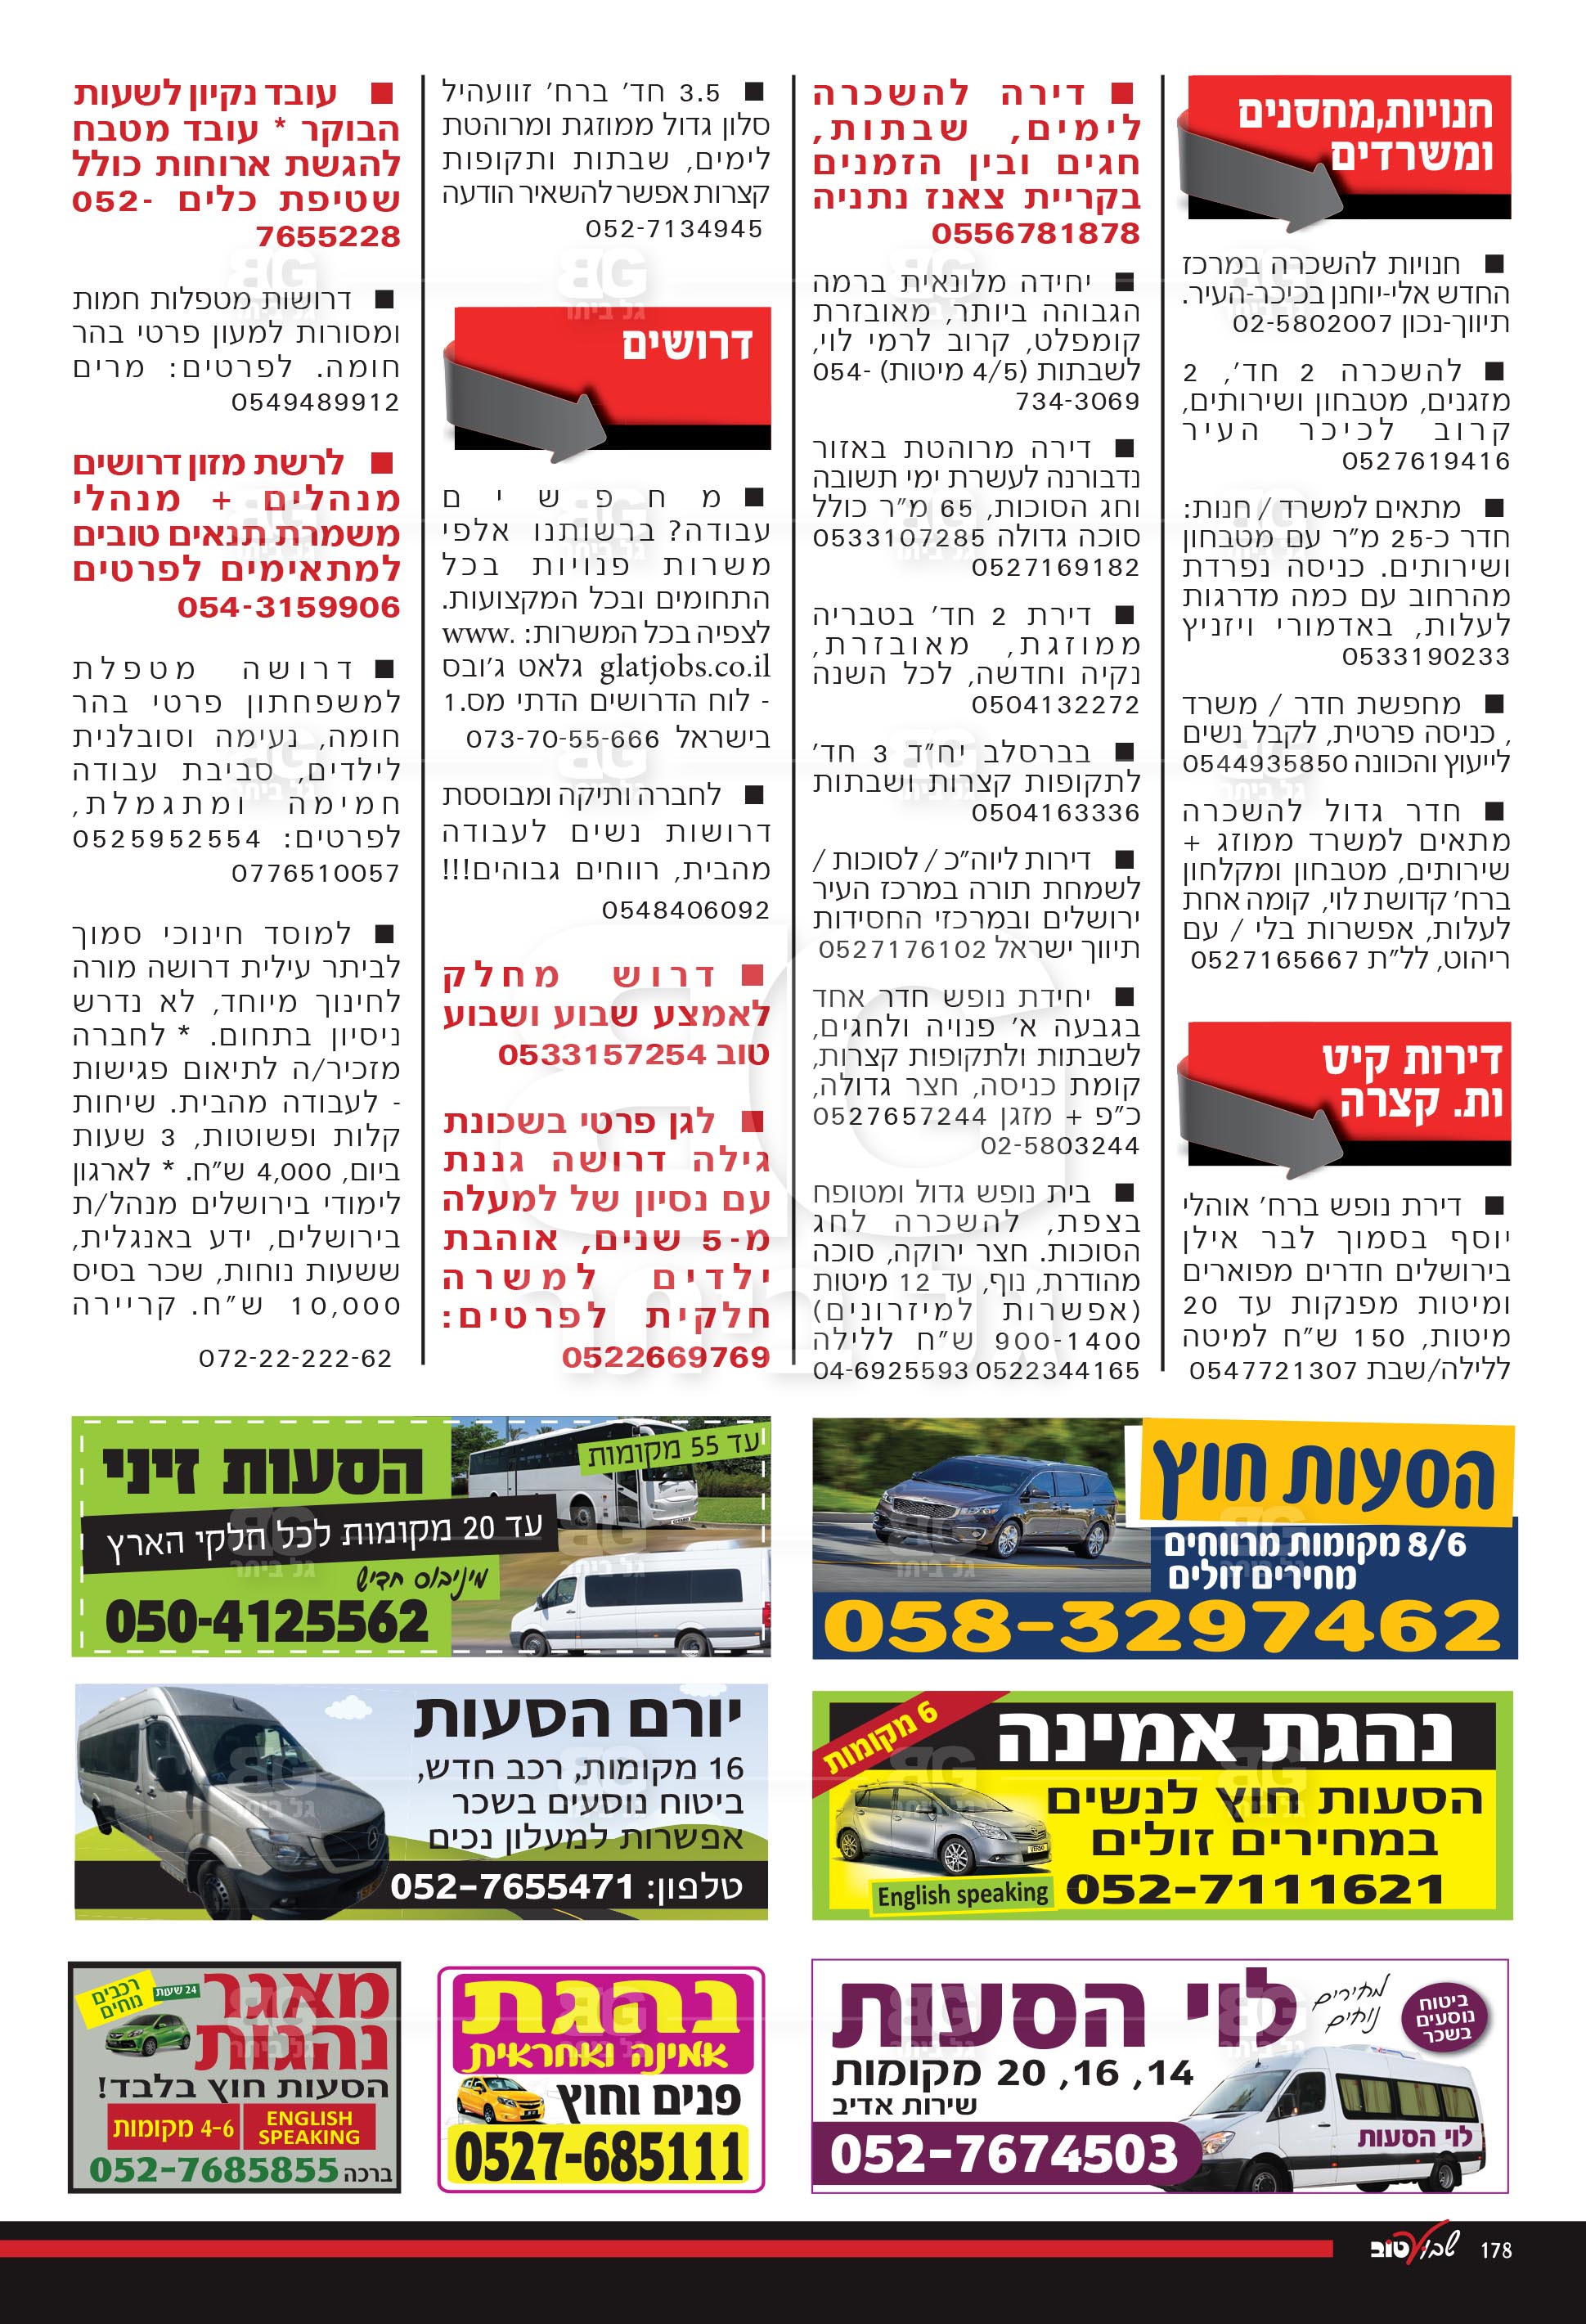 חנויות,מחסנים
ומשרדים
■ חנויות להשכרה במרכז
החדש אלי-יוחנן בכיכר-העיר.
תיווך-נכון 02-5802007
■ להשכרה 2 חד', 2
מזגנים, מטבחון ושירותים,
קרוב לכיכר העיר
0527619416
■ מתאים למשרד / חנות:
חדר כ-25 מ"ר עם מטבחון
ושירותים. כניסה נפרדת
מהרחוב עם כמה מדרגות
לעלות, באדמורי ויזניץ
0533190233
■ מחפשת חדר / משרד
, כניסה פרטית, לקבל נשים
לייעוץ והכוונה 0544935850
■ חדר גדול להשכרה
מתאים למשרד ממוזג +
שירותים, מטבחון ומקלחון
ברח' קדושת לוי, קומה אחת
לעלות, אפשרות בלי / עם
ריהוט, לל"ת 0527165667
דירות קיט
ות. קצרה
■ דירת נופש ברח' אוהלי
יוסף בסמוך לבר אילן
בירושלים חדרים מפוארים
ומיטות מפנקות עד 20
מיטות, 150 ש"ח למיטה
ללילה/שבת 0547721307
■ דירה להשכרה
לימים, שבתות,
חגים ובין הזמנים
בקריית צאנז נתניה
0556781878
■ יחידה מלונאית ברמה
הגבוהה ביותר, מאובזרת
קומפלט, קרוב לרמי לוי,
לשבתות (4/5 מיטות) 054-
734-3069
■ דירה מרוהטת באזור
נדבורנה לעשרת ימי תשובה
וחג הסוכות, 65 מ"ר כולל
סוכה גדולה 0533107285
0527169182
■ דירת 2 חד' בטבריה
ממוזגת, מאובזרת,
נקיה וחדשה, לכל השנה
0504132272
■ בברסלב יח"ד 3 חד'
לתקופות קצרות ושבתות
0504163336
■ דירות ליוה"כ / לסוכות /
לשמחת תורה במרכז העיר
ירושלים ובמרכזי החסידות
תיווך ישראל 0527176102
■ יחידת נופש חדר אחד
בגבעה א' פנויה ולחגים,
לשבתות ולתקופות קצרות,
קומת כניסה, חצר גדולה,
כ"פ + מזגן 0527657244
02-5803244
■ בית נופש גדול ומטופח
בצפת, להשכרה לחג
הסוכות. חצר ירוקה, סוכה
מהודרת, נוף, עד 12 מיטות
(אפשרות למיזרונים)
900-1400 ש"ח ללילה
04-6925593 0522344165
■ 3.5 חד' ברח' זוועהיל
סלון גדול ממוזגת ומרוהטת
לימים, שבתות ותקופות
קצרות אפשר להשאיר הודעה
052-7134945
דרושים
■ מחפשים
עבודה? ברשותנו אלפי
משרות פנויות בכל
התחומים ובכל המקצועות.
לצפיה בכל המשרות: www.
glatjobs.co.il גלאט ג'ובס
- לוח הדרושים הדתי מס.1
בישראל 073-70-55-666
■ לחברה ותיקה ומבוססת
דרושות נשים לעבודה
מהבית, רווחים גבוהים!!!
0548406092
■ דרוש מחלק
לאמצע שבוע ושבוע
טוב 0533157254
■ לגן פרטי בשכונת
גילה דרושה גננת
עם נסיון של למעלה
מ-5 שנים, אוהבת
ילדים למשרה
חלקית לפרטים:
0522669769
■ עובד נקיון לשעות
הבוקר * עובד מטבח
להגשת ארוחות כולל
שטיפת כלים 052-
7655228
■ דרושות מטפלות חמות
ומסורות למעון פרטי בהר
חומה. לפרטים: מרים
0549489912
■ לרשת מזון דרושים
מנהלים + מנהלי
משמרת תנאים טובים
למתאימים לפרטים
054-3159906
■ דרושה מטפלת
למשפחתון פרטי בהר
חומה, נעימה וסובלנית
לילדים, סביבת עבודה
חמימה ומתגמלת,
לפרטים: 0525952554
0776510057
■ למוסד חינוכי סמוך
לביתר עילית דרושה מורה
לחינוך מיוחד, לא נדרש
ניסיון בתחום. * לחברה
מזכיר/ה לתיאום פגישות
- לעבודה מהבית. שיחות
קלות ופשוטות, 3 שעות
ביום, 4,000 ש"ח. * לארגון
לימודי בירושלים מנהל/ת
בירושלים, ידע באנגלית,
ששעות נוחות, שכר בסיס
10,000 ש"ח. קריירה
072-22-222-62
הסעות חוץ
8/6 מקומות מרווחים
מחירים זולים
058-3297462
עד 55 מקומות
הסעות זיני
עד 20 מקומות לכל חלקי הארץ
מיניבוס חדיש
050-4125562
6 מקומות
נהגת אמינה
הסעות חוץ לנשים
במחירים זולים
052-7111621
English speaking
יורם הסעות
16 מקומות, רכב חדש,
ביטוח נוסעים בשכר
אפשרות למעלון נכים
טלפון: 052-7655471
ביטוח
נוסעים
בשכר
מחירים
נוחים
לוי הסעות
14, 16, 20 מקומות
שירות אדיב
052-7674503
לוי הסעות
נהגת
אמינה ואחראית
פנים וחוץ
0527-685111
מאגר
נהגות
24 שעות
רכבים
נוחים
הסעות חוץ בלבד!
ENGLISH
SPEAKING
4-6 מקומות
ברכה 052-7685855
178 שבוע טוב
BG
גל ביתר